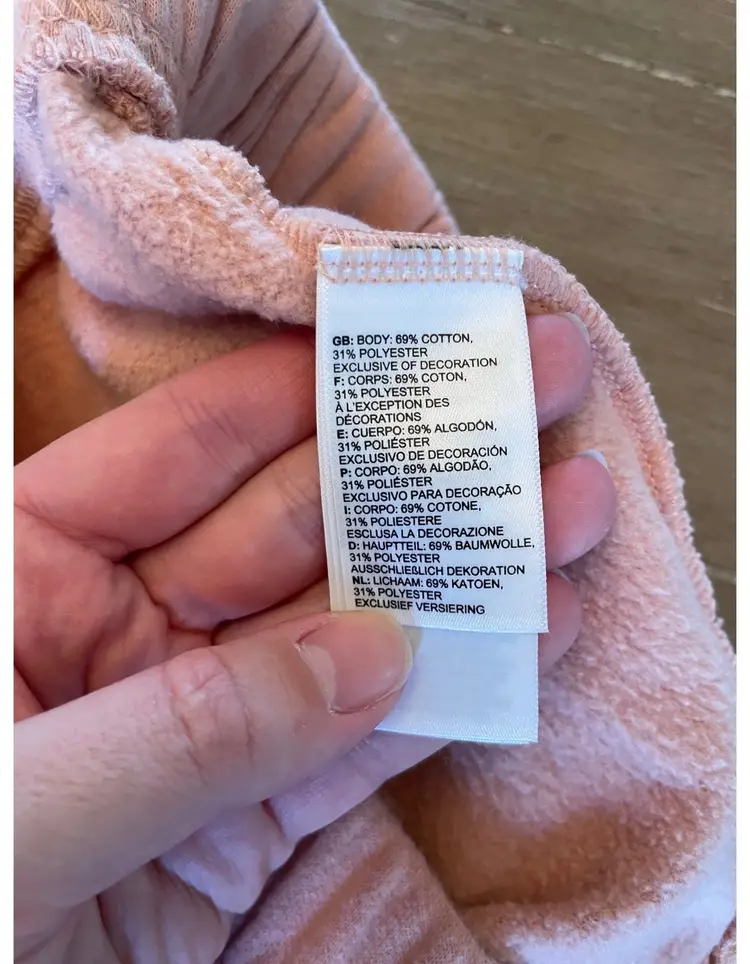 GB: BODY: 69% COTTON,
31% POLYESTER
EXCLUSIVE OF DECORATION
F: CORPS: 69% COTON,
31% POLYESTER
À L'EXCEPTION DES
DÉCORATIONS
E: CUERPO: 69% ALGODÓN,
31% POLIÉSTER
EXCLUSIVO DE DECORACIÓN
P: CORPO: 69% ALGODÃO,
31% POLIÉSTER
EXCLUSIVO PARA DECORAÇÃO
I: CORPO: 69% COTONE,
31% POLIESTERE
ESCLUSA LA DECORAZIONE
D: HAUPTTEIL: 69% BAUMWOLLE,
31% POLYESTER
AUSSCHLIEßLICH DEKORATION
NL: LICHAAM: 69% KATOEN,
31% POLYESTER
EXCLUSIEF VERSIERING